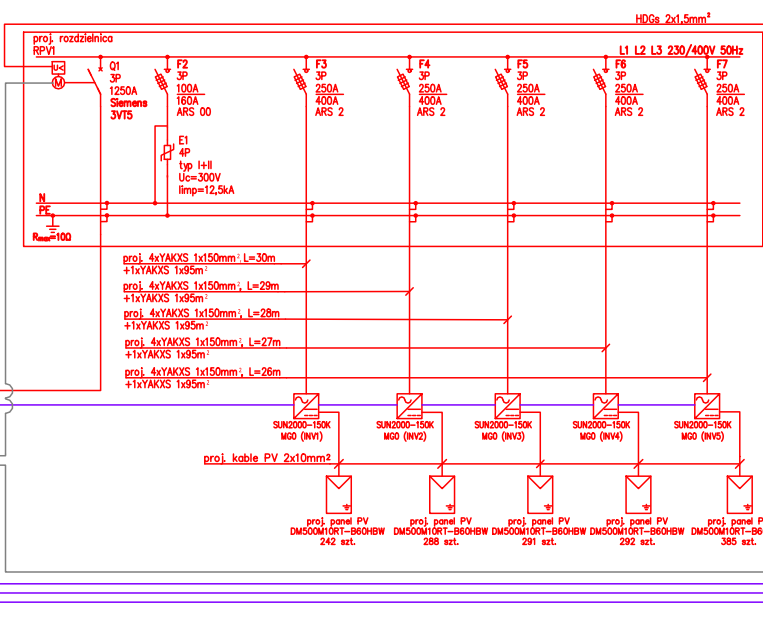 HDGs 2x1,5mm²
proj. rozdzielnica
RPV1
L1 L2 L3 230/400V 50Hz
U<
M
Q1
3P
1250A
Siemens
3VT5
F2
3P
100A
160A
ARS 00
F3
3P
250A
400A
ARS 2
F4
3P
250A
400A
ARS 2
F5
3P
250A
400A
ARS 2
F6
3P
250A
400A
ARS 2
F7
3P
250A
400A
ARS 2
E1
4P
typ I+II
Uc=300V
Iimp=12,5kA
N
PE
Rmax=10Ω
proj. 4xYAKXS 1x150mm², L=30m
+1xYAKXS 1x95m²
proj. 4xYAKXS 1x150mm², L=29m
+1xYAKXS 1x95m²
proj. 4xYAKXS 1x150mm², L=28m
+1xYAKXS 1x95m²
proj. 4xYAKXS 1x150mm², L=27m
+1xYAKXS 1x95m²
proj. 4xYAKXS 1x150mm², L=26m
+1xYAKXS 1x95m²
SUN2000-150K
MG0 (INV1)
SUN2000-150K
MG0 (INV2)
SUN2000-150K
MG0 (INV3)
SUN2000-150K
MG0 (INV4)
SUN2000-150K
MG0 (INV5)
proj. kable PV 2x10mm²
proj. panel PV
DM500M10RT-B60HBW
242 szt.
proj. panel PV
DM500M10RT-B60HBW
288 szt.
proj. panel PV
DM500M10RT-B60HBW
291 szt.
proj. panel PV
DM500M10RT-B60HBW
292 szt.
proj. panel P
DM500M10RT-B6
385 szt.